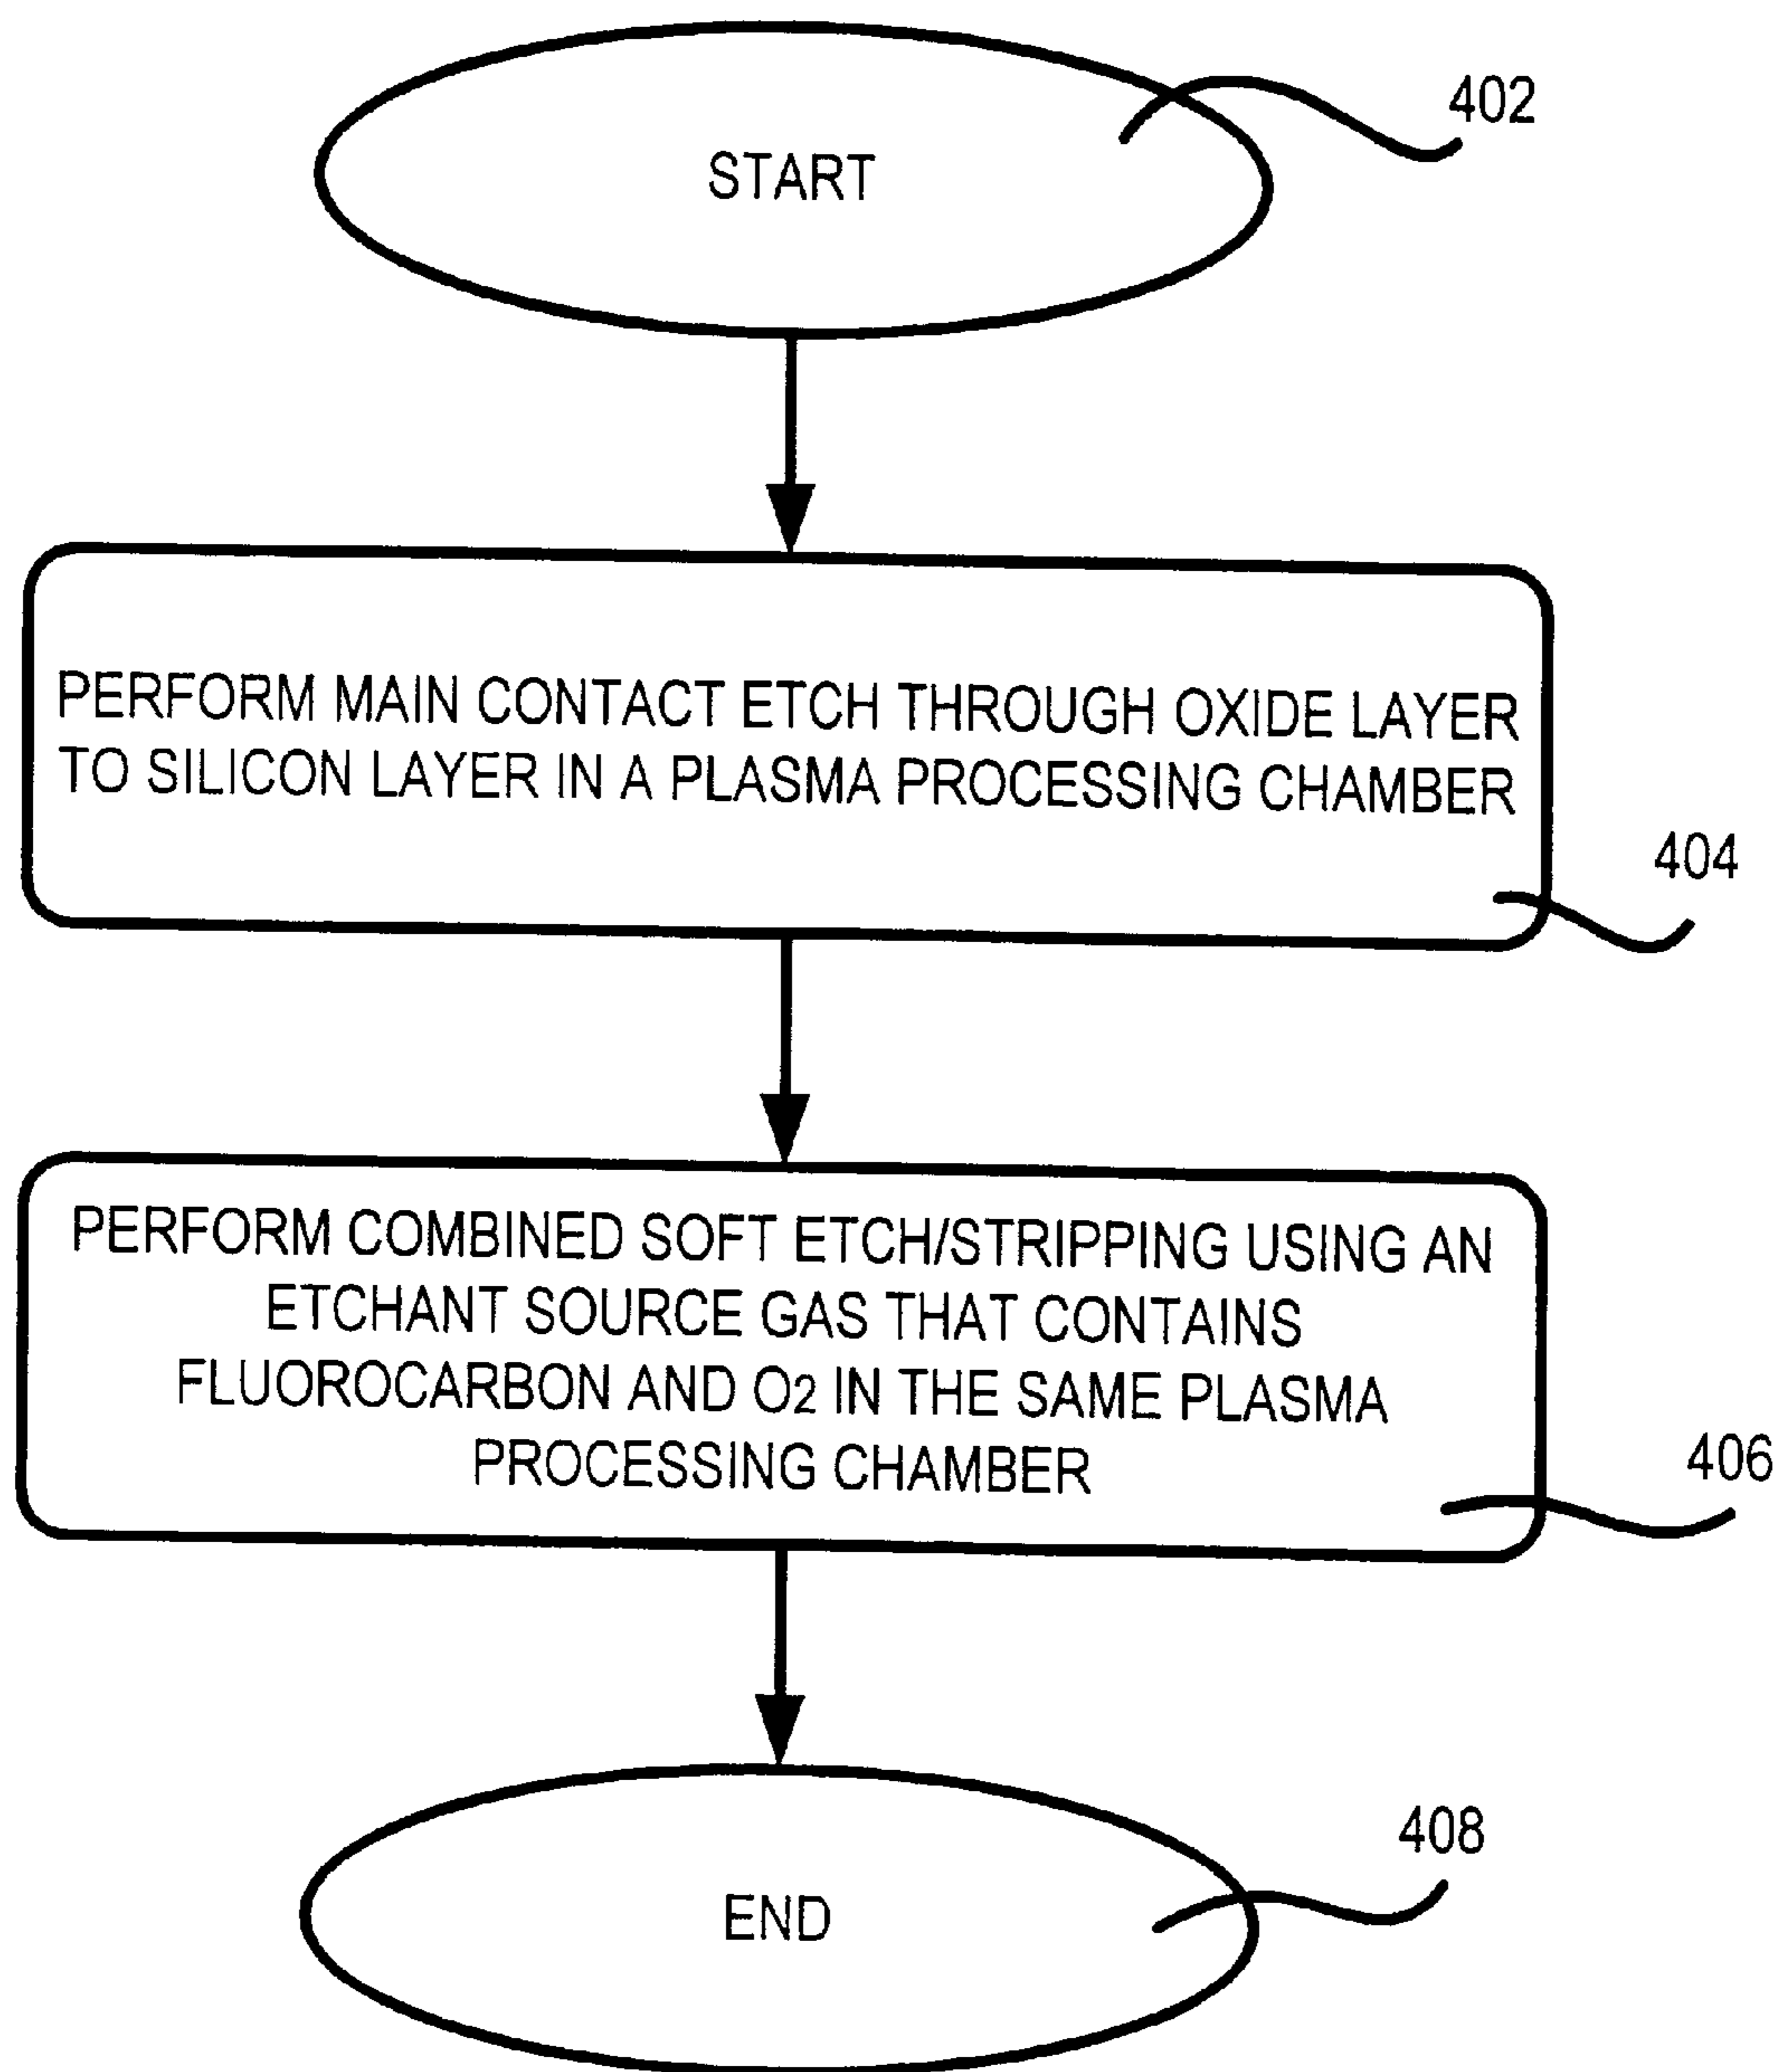 402
START
PERFORM MAIN CONTACT ETCH THROUGH OXIDE LAYER
TO SILICON LAYER IN A PLASMA PROCESSING CHAMBER
404
PERFORM COMBINED SOFT ETCH/STRIPPING USING AN
ETCHANT SOURCE GAS THAT CONTAINS
FLUOROCARBON AND O2 IN THE SAME PLASMA
PROCESSING CHAMBER
406
408
END